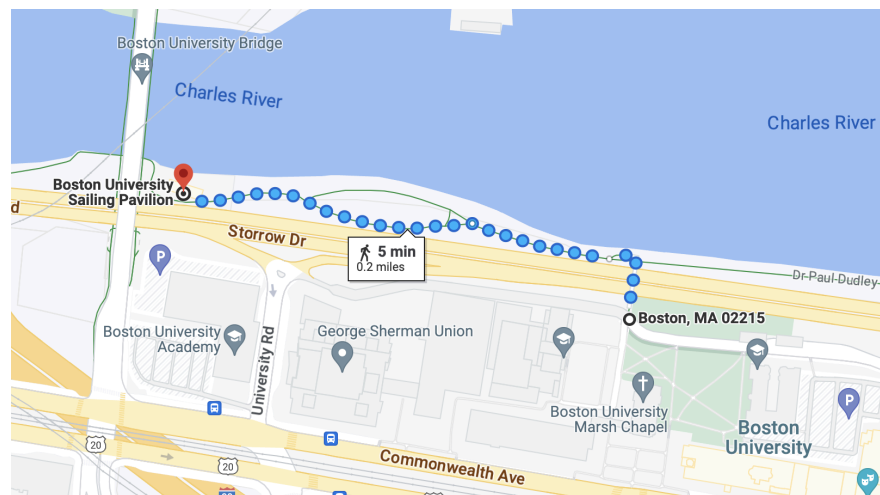 Boston University Bridge
Charles River
Charles River
Boston University
Sailing Pavilion
d
Storrow Dr
5 min
0.2 miles
Dr-Paul-Dudley-
P
Boston, MA 02215
Boston University
Academy
University Rd
George Sherman Union
Boston University
Marsh Chapel
P
Boston
University
20
20
Commonwealth Ave